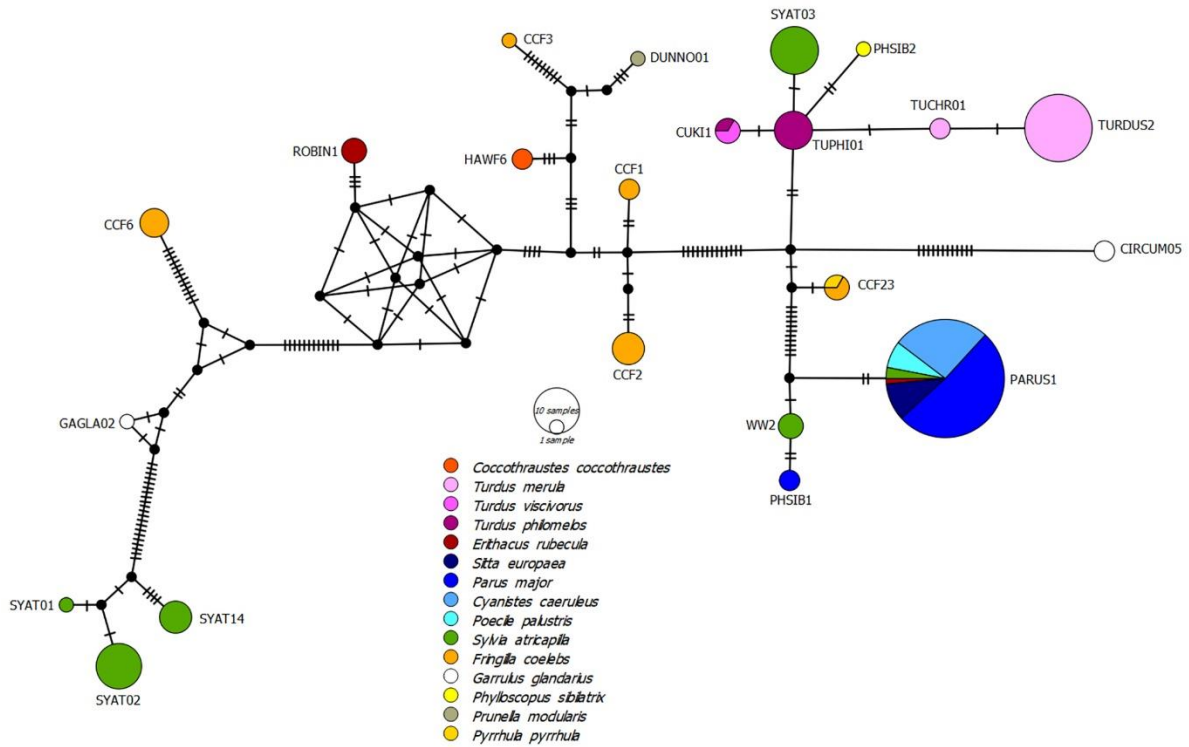 SYAT03
CCF3
PHSIB2
DUNNO01
TUCHR01
TURDUS2
CUKI1
TUPHI01
ROBIN1
HAWF6
CCF1
CCF6
CIRCUM05
CCF23
CCF2
PARUS1
10 samples
1 sample
GAGLA02
WW2
PHSIB1
Coccothraustes coccothraustes
Turdus merula
Turdus viscivorus
Turdus philomelos
Erithacus rubecula
Sitta europaea
Parus major
Cyanistes caeruleus
Poecile palustris
Sylvia atricapilla
Fringilla coelebs
Garrulus glandarius
Phylloscopus sibilatrix
Prunella modularis
Pyrrhula pyrrhula
SYAT01
SYAT14
SYAT02